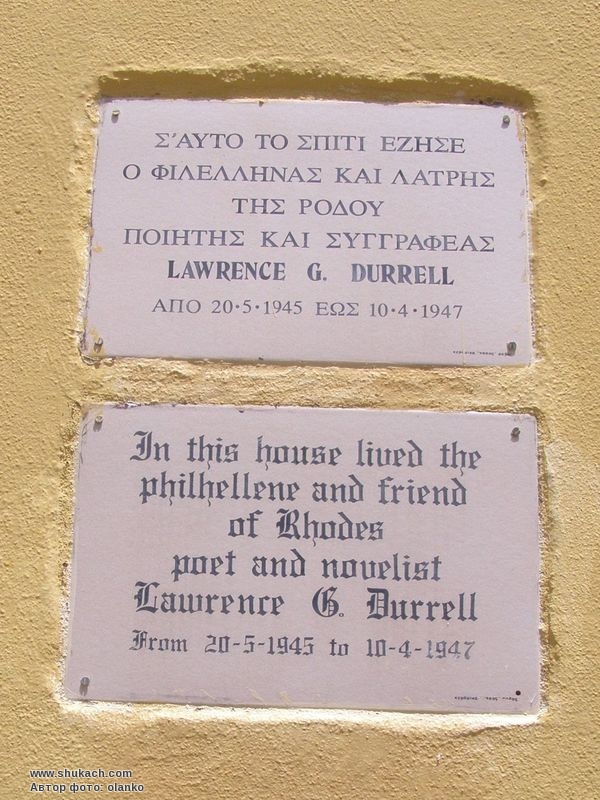 Σ'ΑΥΤΟ ΤΟ ΣΠΙΤΙ ΕΖΗΣΕ
Ο ΦΙΛΕΛΛΗΝΑΣ ΚΑΙ ΛΑΤΡΗΣ
ΤΗΣ ΡΟΔΟΥ
ΠΟΙΗΤΗΣ ΚΑΙ ΣΥΓΓΡΑΦΕΑΣ
LAWRENCE G. DURRELL
ΑΠΟ 20·5·1945 ΕΩΣ 10·4·1947
In this house lived the
philhellene and friend
of Rhodes
poet and novelist
Lawrence G. Durrell
From 20-5-1945 to 10-4-1947
www.shukach.com
Автор фото: olanko